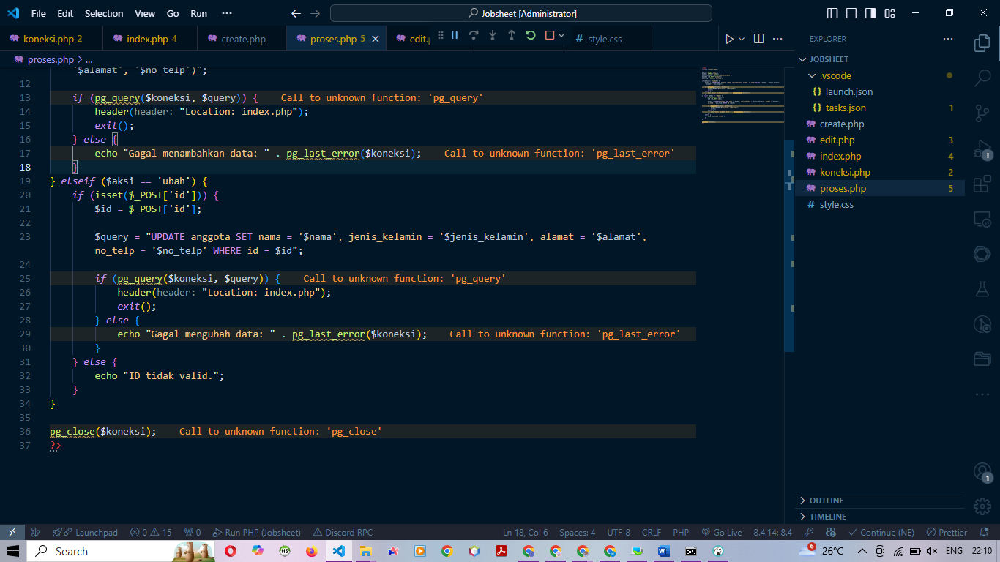 File Edit Selection View Go Run ··· Jobsheet [Administrator]
koneksi.php 2 index.php 4 create.php proses.php 5 edit.p style.css
proses.php > ...
'$alamat', '$no_telp')";
12
13 if (pg_query($koneksi, $query)) { Call to unknown function: 'pg_query'
14 header(header: "Location: index.php");
15 exit();
16 } else {
17 echo "Gagal menambahkan data: " . pg_last_error($koneksi); Call to unknown function: 'pg_last_error'
18 }
19 } elseif ($aksi == 'ubah') {
20 if (isset($_POST['id'])) {
21 $id = $_POST['id'];
22
23 $query = "UPDATE anggota SET nama = '$nama', jenis_kelamin = '$jenis_kelamin', alamat = '$alamat',
no_telp = '$no_telp' WHERE id = $id";
24
25 if (pg_query($koneksi, $query)) { Call to unknown function: 'pg_query'
26 header(header: "Location: index.php");
27 exit();
28 } else {
29 echo "Gagal mengubah data: " . pg_last_error($koneksi); Call to unknown function: 'pg_last_error'
30 }
31 } else {
32 echo "ID tidak valid.";
33 }
34 }
35
36 pg_close($koneksi); Call to unknown function: 'pg_close'
37 ?>
EXPLORER ···
JOBSHEET
.vscode
launch.json
tasks.json 1
create.php
edit.php 3
index.php 4
koneksi.php 2
proses.php 5
style.css
OUTLINE
TIMELINE
1
1
Launchpad 0 15 0 Run PHP (Jobsheet) Discord RPC Ln 18, Col 6 Spaces: 4 UTF-8 CRLF PHP Go Live 8.4.14: 8.4 Continue (NE) Prettier
Search HS 6 26°C ENG 22:10